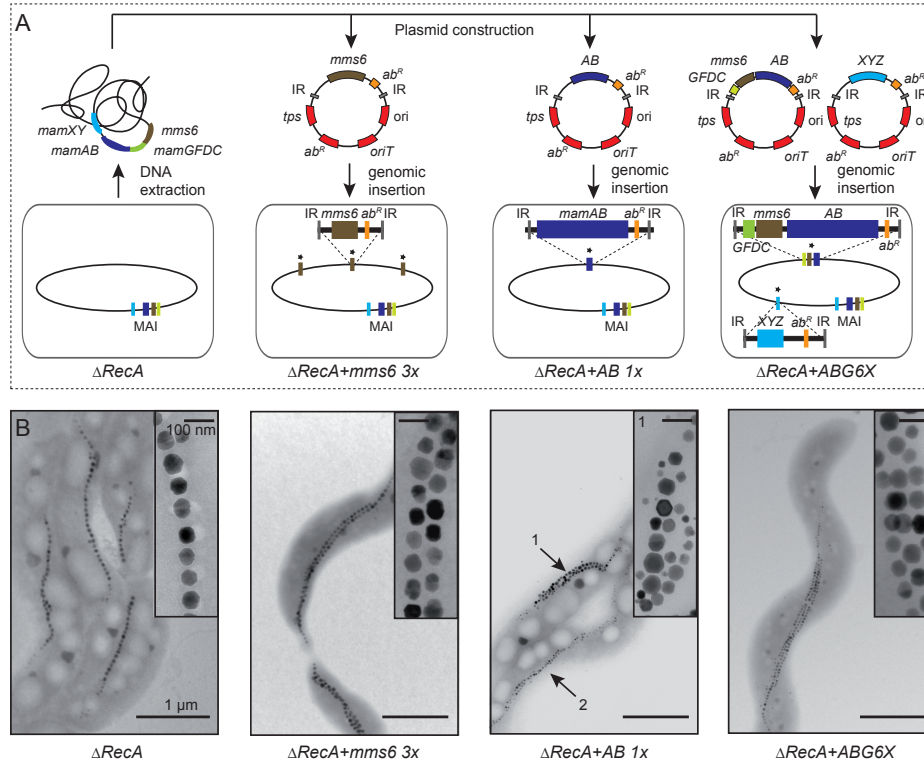 A
Plasmid construction
mms6
abR
IR
IR
tps
ori
abR
oriT
AB
abR
IR
IR
tps
ori
abR
oriT
mms6
AB
GFDC
abR
IR
IR
tps
ori
abR
oriT
XYZ
abR
IR
IR
tps
ori
abR
oriT
mamXY
mms6
mamAB
mamGFDC
DNA
extraction
genomic
insertion
genomic
insertion
genomic
insertion
MAI
ΔRecA
mms6 abR
IR
IR
MAI
ΔRecA+mms6 3x
IR
mamAB
abR
IR
MAI
ΔRecA+AB 1x
IR
mms6
AB
IR
GFDC
abR
XYZ
abR
IR
IR
MAI
ΔRecA+ABG6X
B
100 nm
1 µm
ΔRecA
ΔRecA+mms6 3x
1
1
2
ΔRecA+AB 1x
ΔRecA+ABG6X